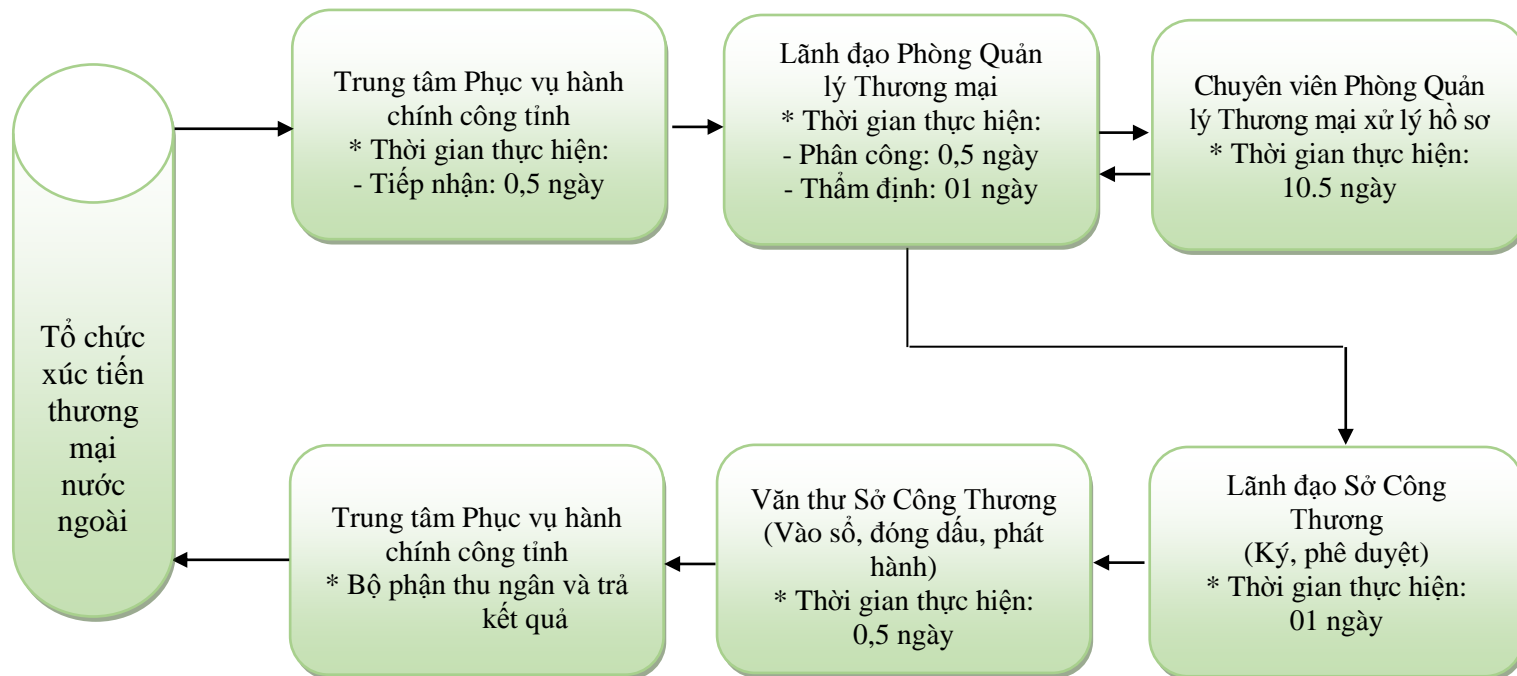 Tổ chức
xúc tiến
thương
mại
nước
ngoài
Trung tâm Phục vụ hành
chính công tỉnh
* Thời gian thực hiện:
- Tiếp nhận: 0,5 ngày
Lãnh đạo Phòng Quản
lý Thương mại
* Thời gian thực hiện:
- Phân công: 0,5 ngày
- Thẩm định: 01 ngày
Chuyên viên Phòng Quản
lý Thương mại xử lý hồ sơ
* Thời gian thực hiện:
10.5 ngày
Lãnh đạo Sở Công
Thương
(Ký, phê duyệt)
* Thời gian thực hiện:
01 ngày
Văn thư Sở Công Thương
(Vào sổ, đóng dấu, phát
hành)
* Thời gian thực hiện:
0,5 ngày
Trung tâm Phục vụ hành
chính công tỉnh
* Bộ phận thu ngân và trả
kết quả